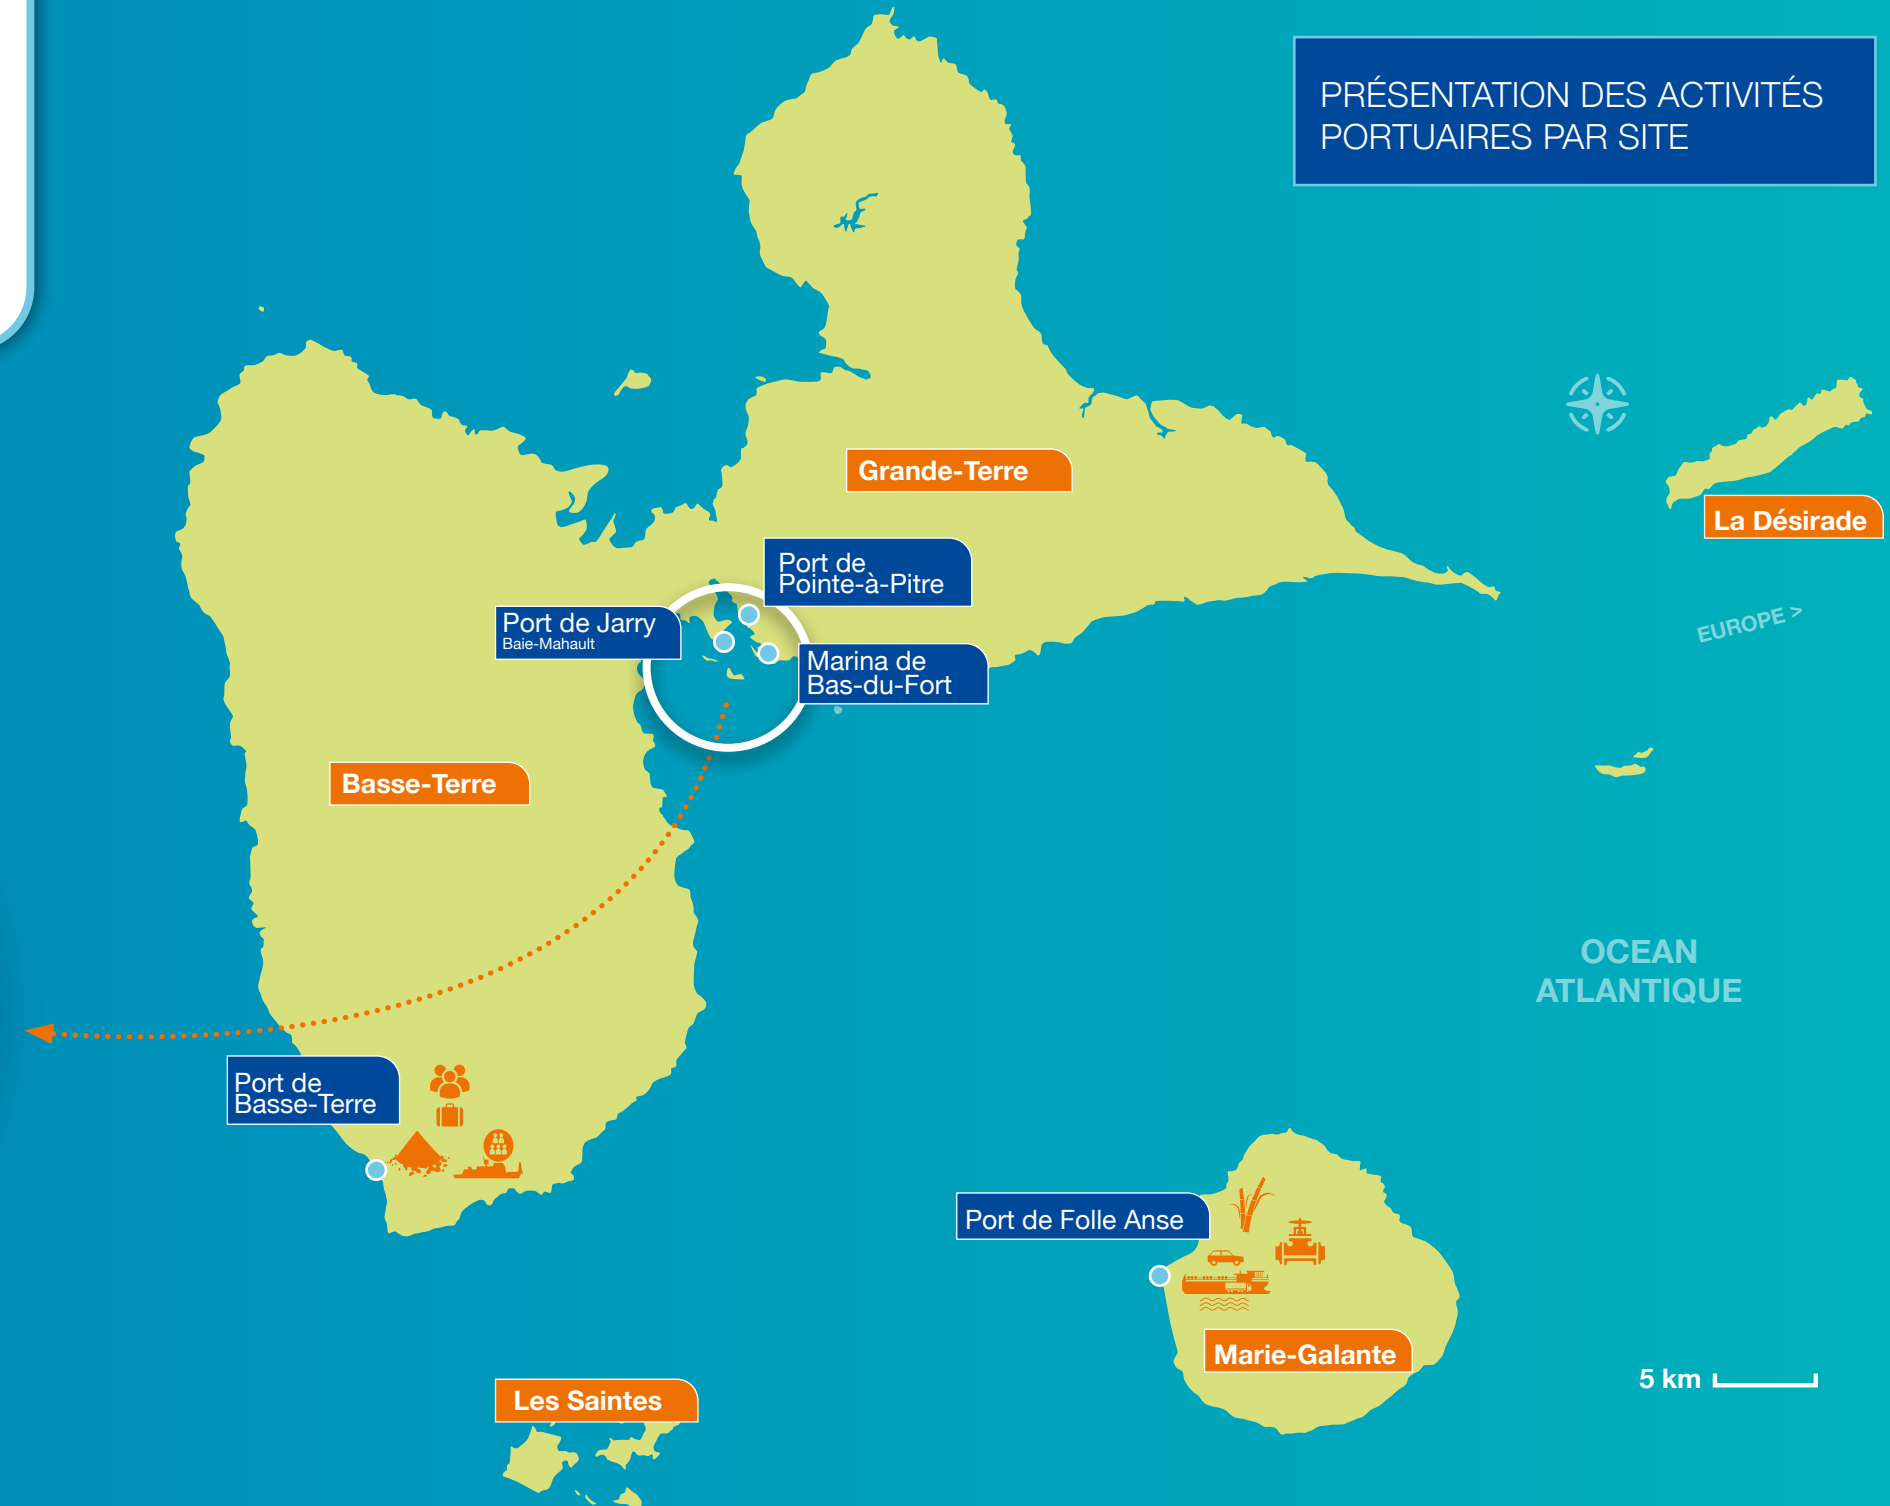 PRÉSENTATION DES ACTIVITÉS
PORTUAIRES PAR SITE
Grande-Terre
La Désirade
Port de
Pointe-à-Pitre
Port de Jarry
Baie-Mahault
EUROPE >
Marina de
Bas-du-Fort
Basse-Terre
OCEAN
ATLANTIQUE
Port de
Basse-Terre
Port de Folle Anse
Marie-Galante
5 km
Les Saintes